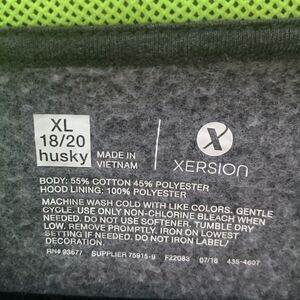 XL
18/20
husky
MADE IN
VIETNAM
X
XERSION
BODY: 55% COTTON 45% POLYESTER
HOOD LINING: 100% POLYESTER
MACHINE WASH COLD WITH LIKE COLORS. GENTLE
CYCLE. USE ONLY NON-CHLORINE BLEACH WHEN
NEEDED. DO NOT USE SOFTENER. TUMBLE DRY
LOW. REMOVE PROMPTLY. IRON ON LOWEST
SETTING IF NEEDED. DO NOT IRON LABEL/
DECORATION.
RN# 93677 SUPPLIER 75915-9 F22083 07/18 435-4607